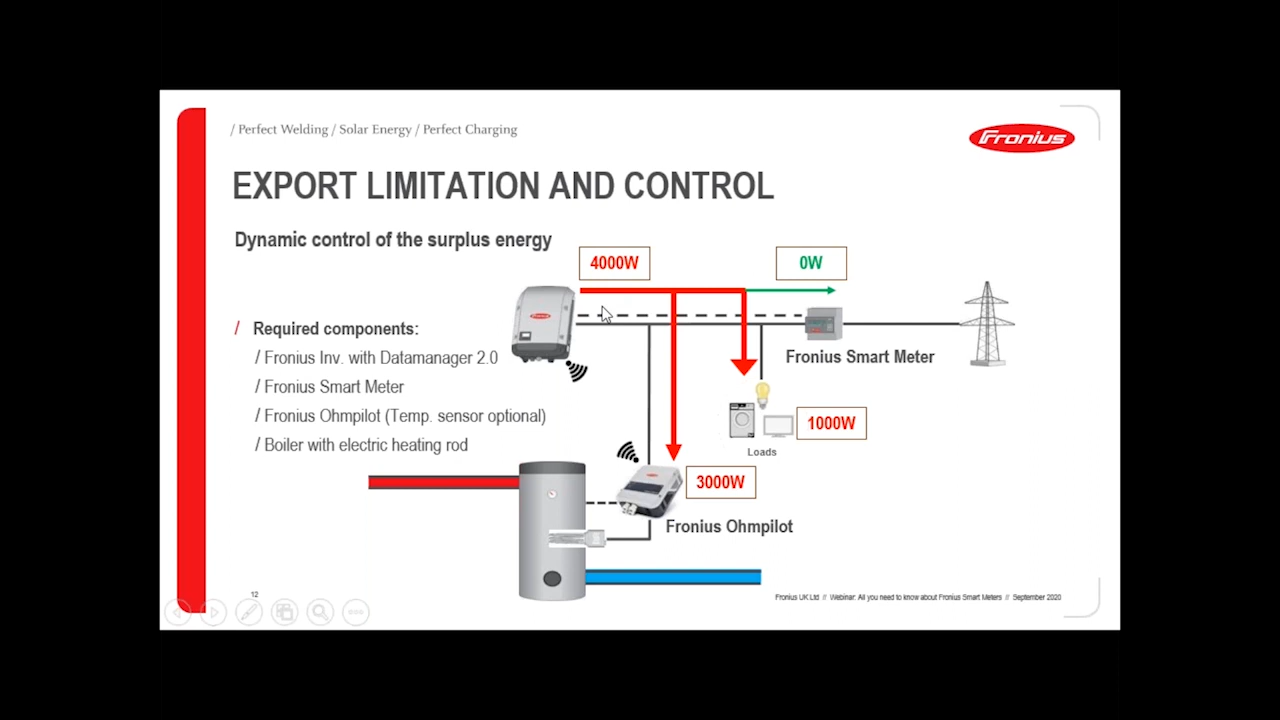 / Perfect Welding / Solar Energy / Perfect Charging
Fronius
EXPORT LIMITATION AND CONTROL
Dynamic control of the surplus energy
4000W
0W
/ Required components:
/ Fronius Inv. with Datamanager 2.0
/ Fronius Smart Meter
/ Fronius Ohmpilot (Temp. sensor optional)
/ Boiler with electric heating rod
Fronius
Fronius Smart Meter
1000W
Loads
3000W
Fronius Ohmpilot
12
Fronius UK Ltd // Webinar: All you need to know about Fronius Smart Meters // September 2020